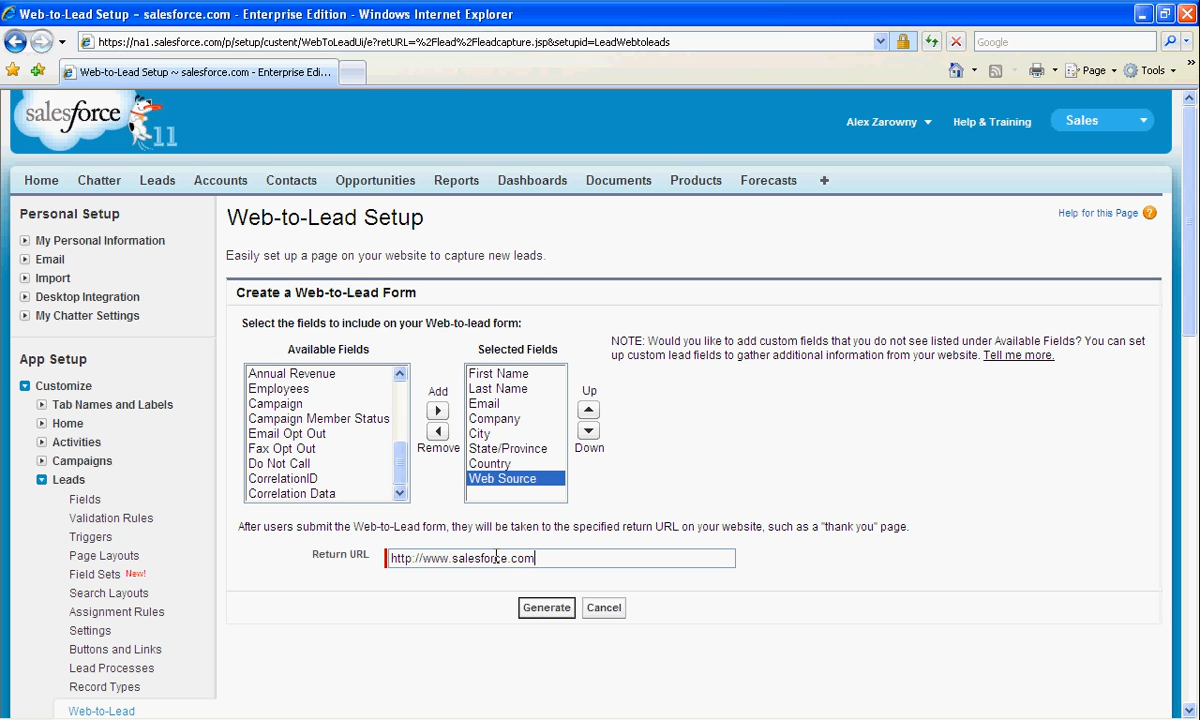 Web-to-Lead Setup ~ salesforce.com - Enterprise Edition - Windows Internet Explorer
https://na1.salesforce.com/p/setup/custent/WebToLeadUi/e?retURL=%2Flead%2Fleadcapture.jsp&setupid=LeadWebtoleads
Google
Web-to-Lead Setup ~ salesforce.com - Enterprise Edi...
Page
Tools
»
salesforce
11
Alex Zarowny
Help & Training
Sales
Home Chatter Leads Accounts Contacts Opportunities Reports Dashboards Documents Products Forecasts +
Personal Setup
My Personal Information
Email
Import
Desktop Integration
My Chatter Settings
App Setup
Customize
Tab Names and Labels
Home
Activities
Campaigns
Leads
Fields
Validation Rules
Triggers
Page Layouts
Field Sets New!
Search Layouts
Assignment Rules
Settings
Buttons and Links
Lead Processes
Record Types
Web-to-Lead
Web-to-Lead Setup
Help for this Page ?
Easily set up a page on your website to capture new leads.
Create a Web-to-Lead Form
Select the fields to include on your Web-to-lead form:
Available Fields
Annual Revenue
Employees
Campaign
Campaign Member Status
Email Opt Out
Fax Opt Out
Do Not Call
CorrelationID
Correlation Data
Add
Remove
Selected Fields
First Name
Last Name
Email
Company
City
State/Province
Country
Web Source
Up
Down
NOTE: Would you like to add custom fields that you do not see listed under Available Fields? You can set
up custom lead fields to gather additional information from your website. Tell me more.
After users submit the Web-to-Lead form, they will be taken to the specified return URL on your website, such as a "thank you" page.
Return URL
http://www.salesforce.com
Generate
Cancel